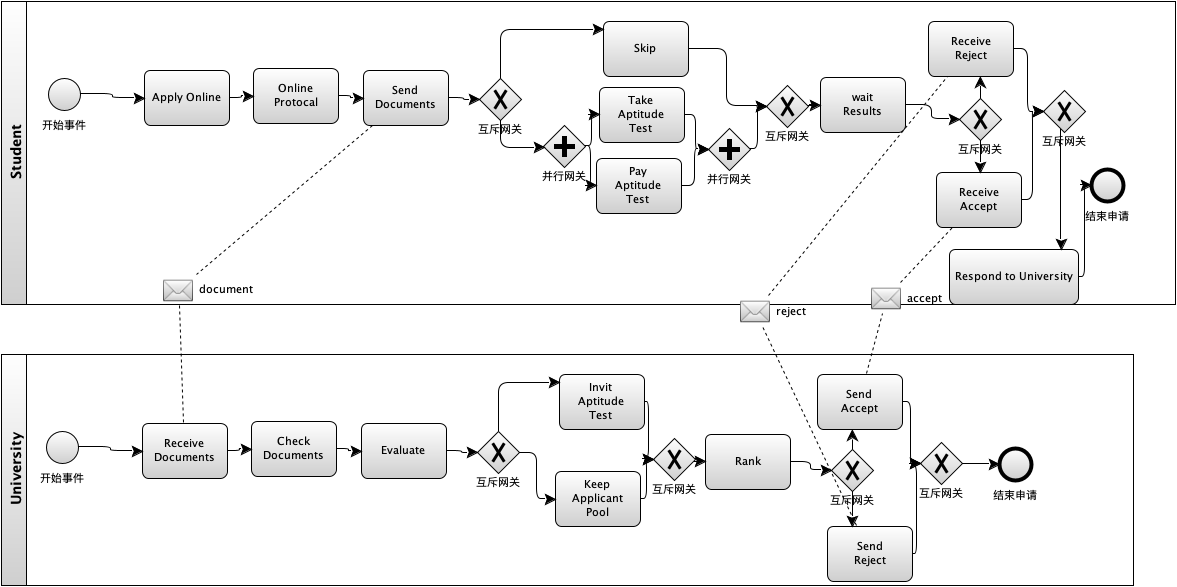 Student
开始事件
Apply Online
Online
Protocal
Send
Documents
互斥网关
Skip
并行网关
Take
Aptitude
Test
Pay
Aptitude
Test
并行网关
互斥网关
wait
Results
互斥网关
Receive
Reject
Receive
Accept
互斥网关
Respond to University
结束申请
document
reject
accept
University
开始事件
Receive
Documents
Check
Documents
Evaluate
互斥网关
Invit
Aptitude
Test
Keep
Applicant
Pool
互斥网关
Rank
互斥网关
Send
Accept
Send
Reject
互斥网关
结束申请